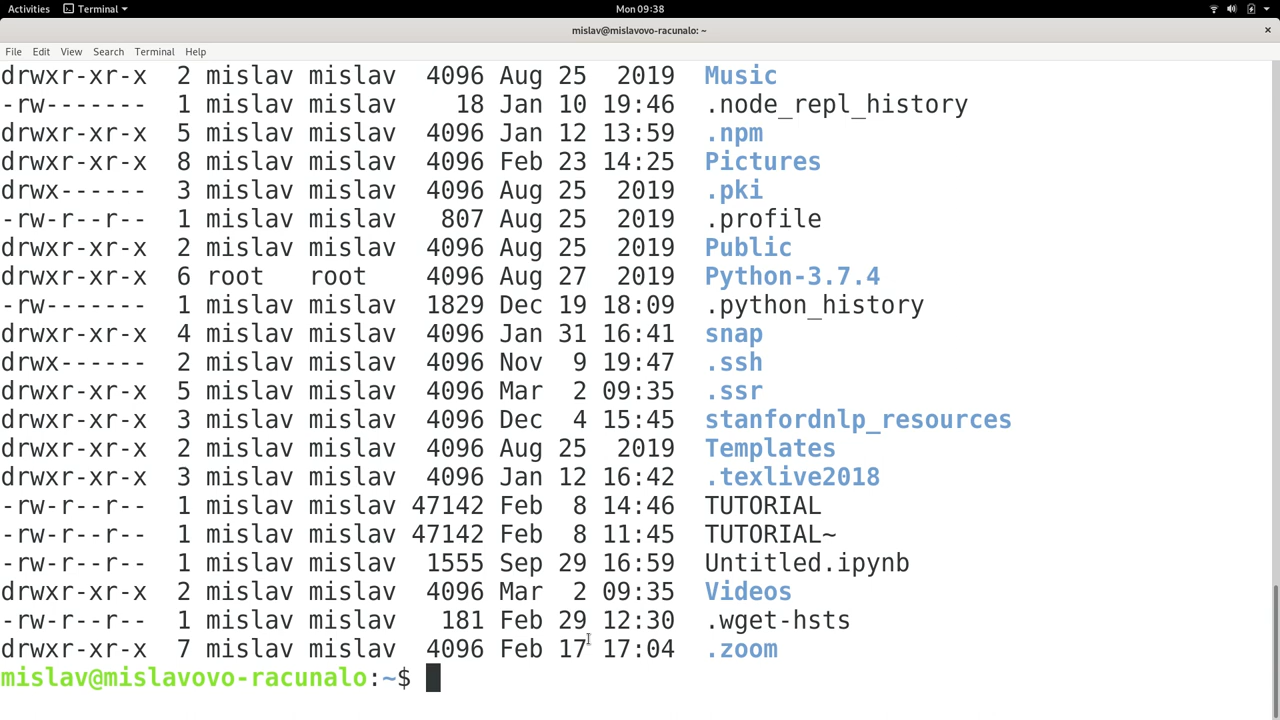 Activities Terminal Mon 09:38
mislav@mislavovo-racunalo: ~
File Edit View Search Terminal Help
drwxr-xr-x  2 mislav mislav  4096 Aug 25  2019  Music
-rw-------  1 mislav mislav    18 Jan 10 19:46  .node_repl_history
drwxr-xr-x  5 mislav mislav  4096 Jan 12 13:59  .npm
drwxr-xr-x  8 mislav mislav  4096 Feb 23 14:25  Pictures
drwx------  3 mislav mislav  4096 Aug 25  2019  .pki
-rw-r--r--  1 mislav mislav   807 Aug 25  2019  .profile
drwxr-xr-x  2 mislav mislav  4096 Aug 25  2019  Public
drwxr-xr-x  6 root   root    4096 Aug 27  2019  Python-3.7.4
-rw-------  1 mislav mislav  1829 Dec 19 18:09  .python_history
drwxr-xr-x  4 mislav mislav  4096 Jan 31 16:41  snap
drwx------  2 mislav mislav  4096 Nov  9 19:47  .ssh
drwxr-xr-x  5 mislav mislav  4096 Mar  2 09:35  .ssr
drwxr-xr-x  3 mislav mislav  4096 Dec  4 15:45  stanfordnlp_resources
drwxr-xr-x  2 mislav mislav  4096 Aug 25  2019  Templates
drwxr-xr-x  3 mislav mislav  4096 Jan 12 16:42  .texlive2018
-rw-r--r--  1 mislav mislav 47142 Feb  8 14:46  TUTORIAL
-rw-r--r--  1 mislav mislav 47142 Feb  8 11:45  TUTORIAL~
-rw-r--r--  1 mislav mislav  1555 Sep 29 16:59  Untitled.ipynb
drwxr-xr-x  2 mislav mislav  4096 Mar  2 09:35  Videos
-rw-r--r--  1 mislav mislav   181 Feb 29 12:30  .wget-hsts
drwxr-xr-x  7 mislav mislav  4096 Feb 17 17:04  .zoom
mislav@mislavovo-racunalo:~$